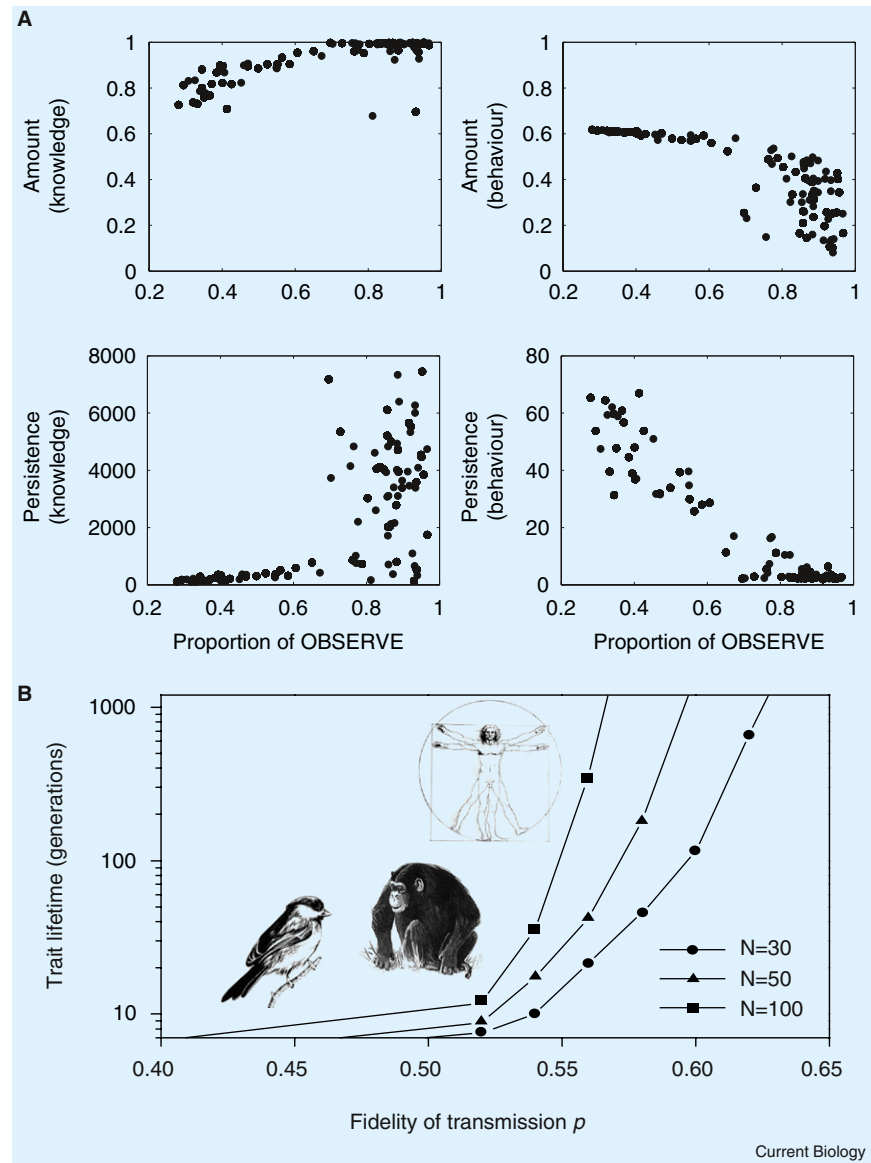 A
Amount
(knowledge)
1
0.8
0.6
0.4
0.2
0
0.2 0.4 0.6 0.8 1
Amount
(behaviour)
1
0.8
0.6
0.4
0.2
0
0.2 0.4 0.6 0.8 1
Persistence
(knowledge)
8000
6000
4000
2000
0
0.2 0.4 0.6 0.8 1
Proportion of OBSERVE
Persistence
(behaviour)
80
60
40
20
0
0.2 0.4 0.6 0.8 1
Proportion of OBSERVE
B
Trait lifetime (generations)
1000
100
10
N=30
N=50
N=100
0.40 0.45 0.50 0.55 0.60 0.65
Fidelity of transmission p
Current Biology